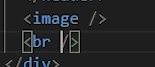 <image />
<br />
</div>